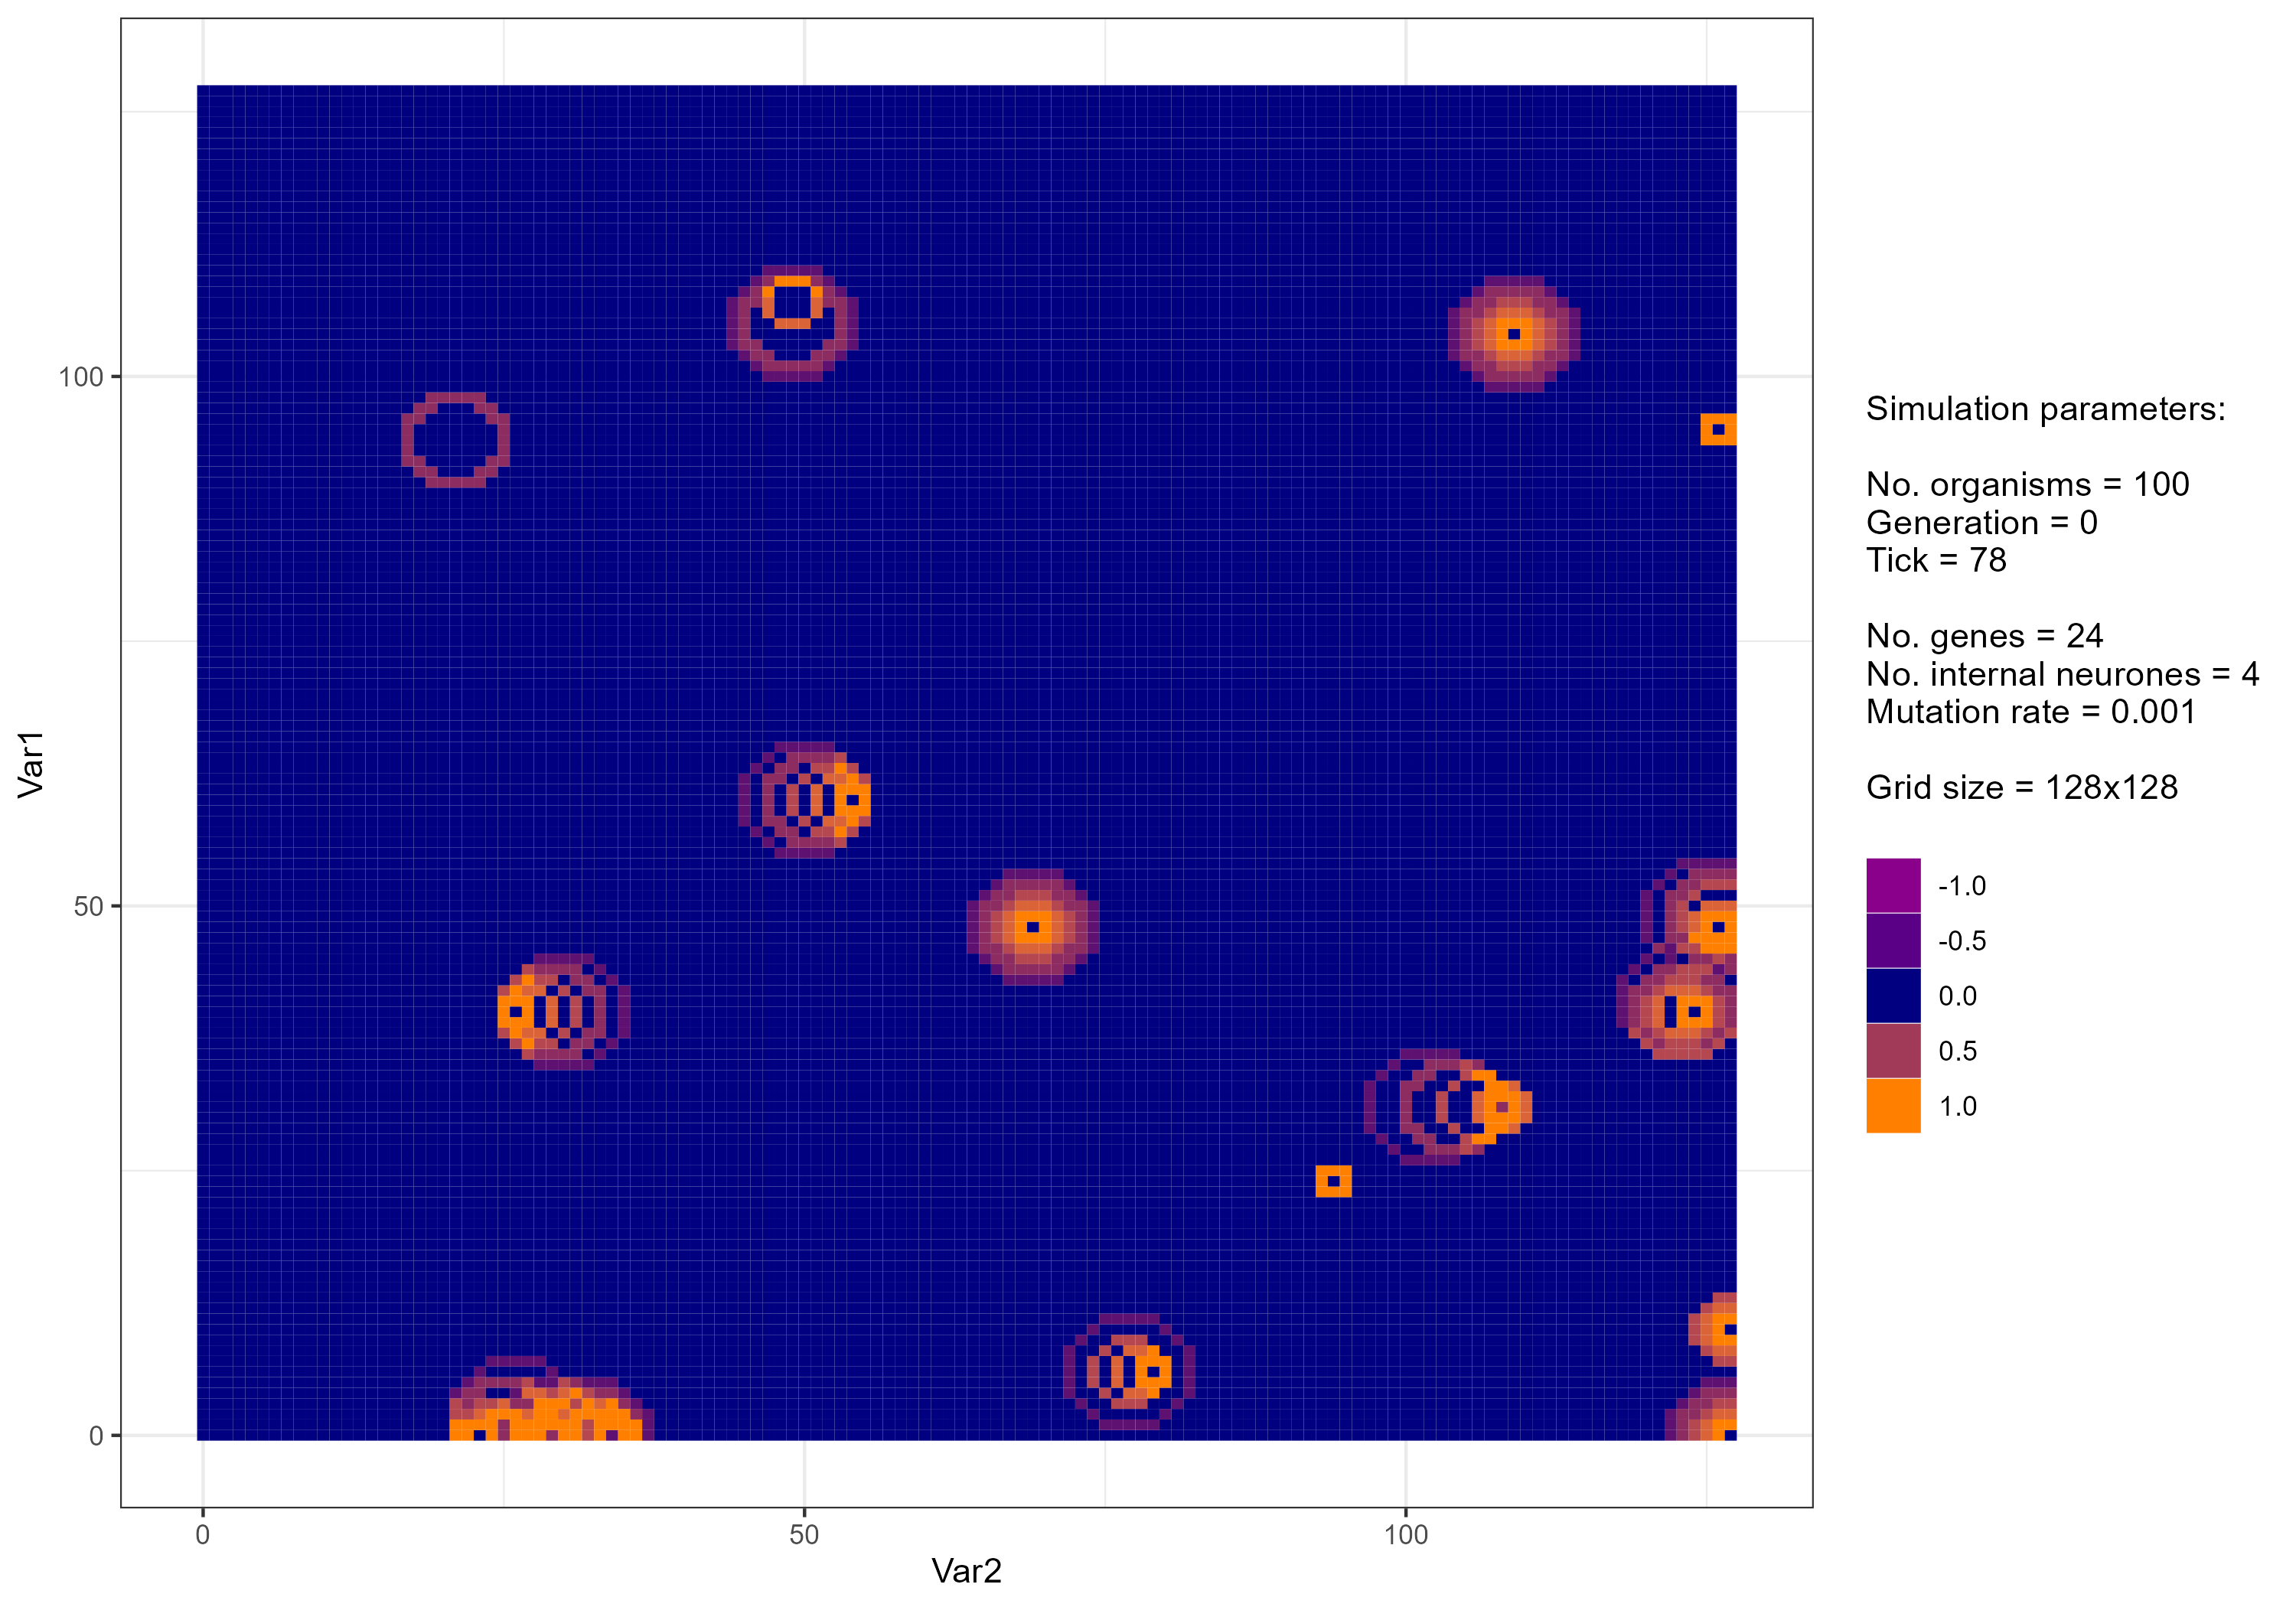 Var1
100
50
0
0
50
100
Var2
Simulation parameters:
No. organisms = 100
Generation = 0
Tick = 78
No. genes = 24
No. internal neurones = 4
Mutation rate = 0.001
Grid size = 128x128
-1.0
-0.5
0.0
0.5
1.0